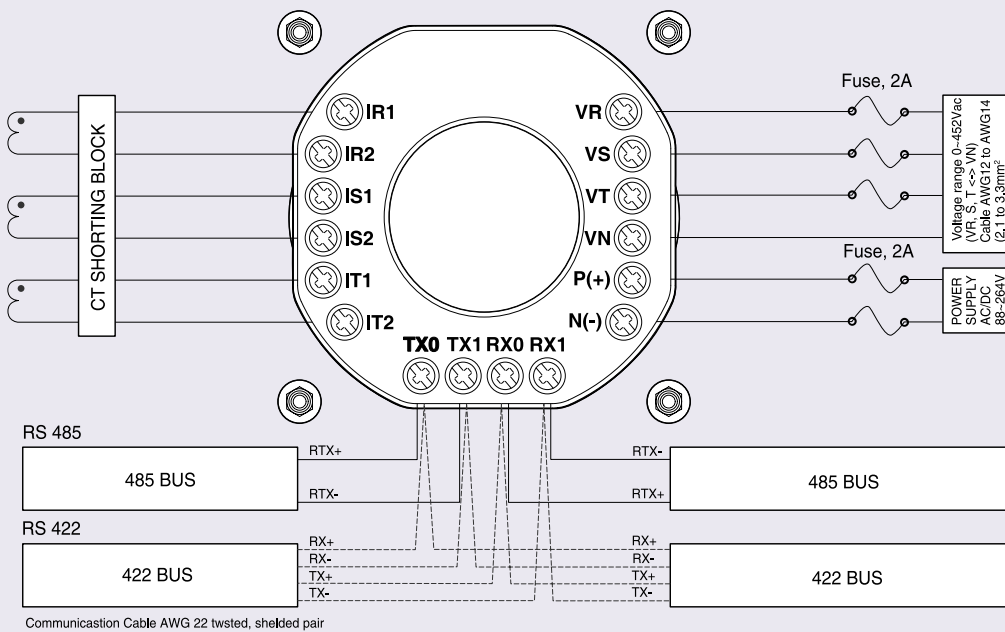 Fuse, 2A
IR1
IR2
IS1
IS2
IT1
IT2
CT SHORTING BLOCK
VR
VS
VT
VN
P(+)
N(-)
Voltage range 0~452Vac
(VR, S, T <-> VN)
Cable AWG12 to AWG14
(2,1 to 3,3mm²
Fuse, 2A
POWER
SUPPLY
AC/DC
88~264V
TX0 TX1 RX0 RX1
RS 485
485 BUS
RTX+
RTX-
RTX-
RTX+
485 BUS
RS 422
422 BUS
RX+
RX-
TX+
TX-
RX+
RX-
TX+
TX-
422 BUS
Communicastion Cable AWG 22 twsted, shelded pair